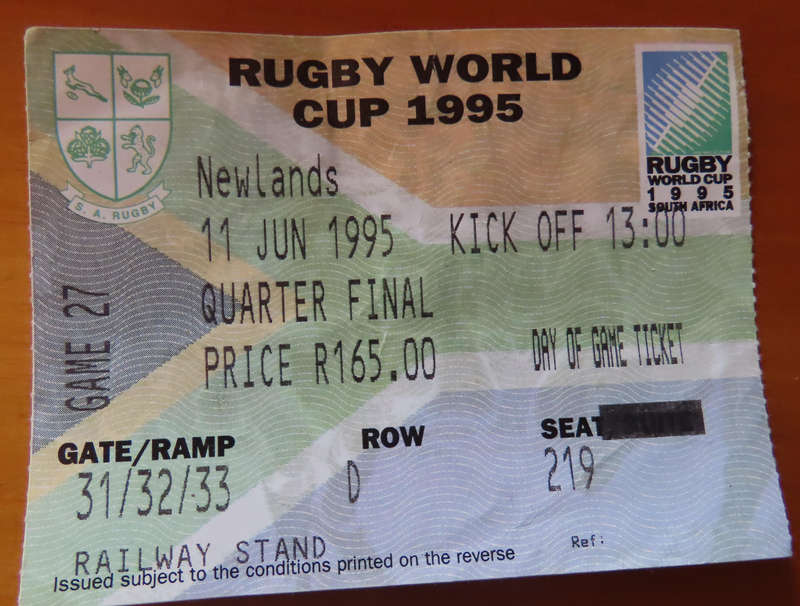 RUGBY WORLD
CUP 1995
S. A. RUGBY
RUGBY
WORLD CUP
1995
SOUTH AFRICA
Newlands
11 JUN 1995 KICK OFF 13:00
QUARTER FINAL
GAME 27
PRICE R165.00 DAY OF GAME TICKET
GATE/RAMP ROW SEAT
31/32/33 D 219
RAILWAY STAND Ref:
Issued subject to the conditions printed on the reverse